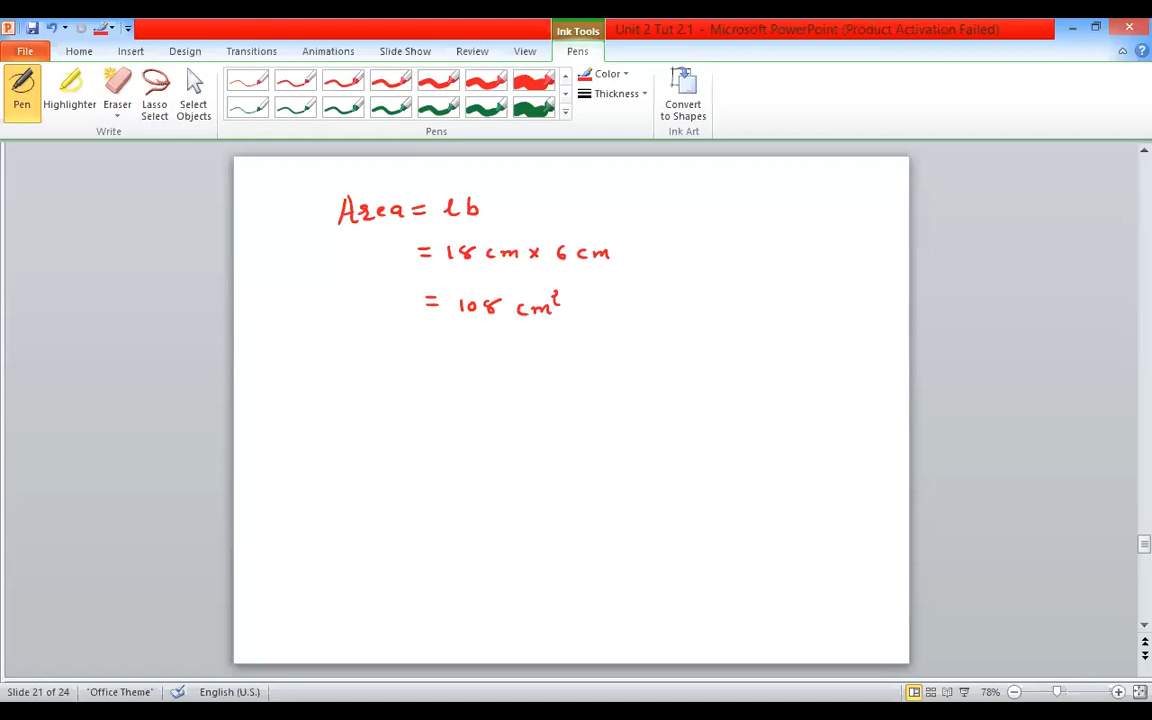 Ink Tools
Unit 2 Tut 2.1 - Microsoft PowerPoint (Product Activation Failed)
File Home Insert Design Transitions Animations Slide Show Review View Pens
Pen Highlighter Eraser Lasso Select Select Objects
Color
Thickness
Convert to Shapes
Write Pens Ink Art
Area = lb
= 18 cm × 6 cm
= 108 cm²
Slide 21 of 24 "Office Theme" English (U.S.) 78%